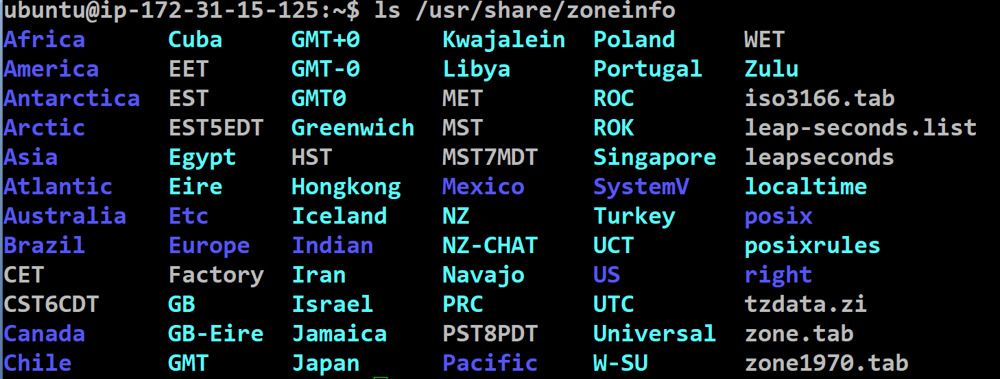 ubuntu@ip-172-31-15-125:~$ ls /usr/share/zoneinfo
Africa Cuba GMT+0 Kwajalein Poland WET
America EET GMT-0 Libya Portugal Zulu
Antarctica EST GMT0 MET ROC iso3166.tab
Arctic EST5EDT Greenwich MST ROK leap-seconds.list
Asia Egypt HST MST7MDT Singapore leapseconds
Atlantic Eire Hongkong Mexico SystemV localtime
Australia Etc Iceland NZ Turkey posix
Brazil Europe Indian NZ-CHAT UCT posixrules
CET Factory Iran Navajo US right
CST6CDT GB Israel PRC UTC tzdata.zi
Canada GB-Eire Jamaica PST8PDT Universal zone.tab
Chile GMT Japan Pacific W-SU zone1970.tab